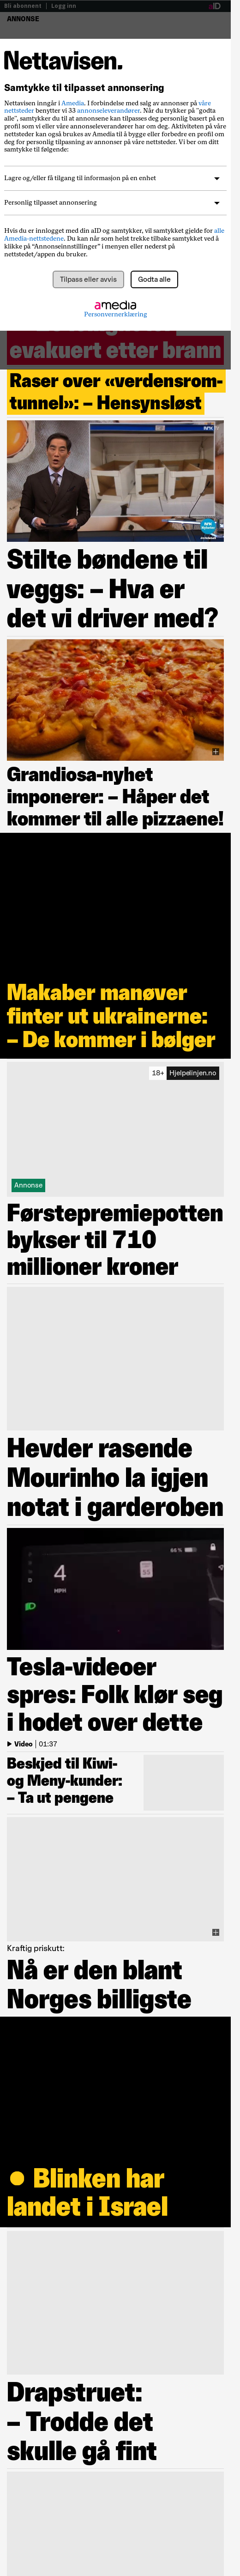 Bli abonnent | Logg inn
ANNONSE
Nettavisen.
Samtykke til tilpasset annonsering
Nettavisen inngår i Amedia. I forbindelse med salg av annonser på våre
nettsteder benytter vi 33 annonseleverandører. Når du trykker på "godta
alle", samtykker du til at annonsene kan tilpasses deg personlig basert på en
profil som vi eller våre annonseleverandører har om deg. Aktiviteten på våre
nettsteder kan også brukes av Amedia til å bygge eller forbedre en profil om
deg for personlig tilpasning av annonser på våre nettsteder. Vi ber om ditt
samtykke til følgende:
Lagre og/eller få tilgang til informasjon på en enhet
Personlig tilpasset annonsering
Hvis du er innlogget med din aID og samtykker, vil samtykket gjelde for alle
Amedia-nettstedene. Du kan når som helst trekke tilbake samtykket ved å
klikke på “Annonseinnstillinger” i menyen eller nederst på
nettstedet/appen du bruker.
Tilpass eller avvis
Godta alle
amedia
Personvernerklæring
evakuert etter brann
Raser over «verdensrom-
tunnel»: – Hensynsløst
NRK
Stilte bøndene til
veggs: – Hva er
det vi driver med?
Grandiosa-nyhet
imponerer: – Håper det
kommer til alle pizzaene!
Makaber manøver
finter ut ukrainerne:
– De kommer i bølger
18+ Hjelpelinjen.no
Annonse
Førstepremiepotten
bykser til 710
millioner kroner
Hevder rasende
Mourinho la igjen
notat i garderoben
4
MPH
Tesla-videoer
spres: Folk klør seg
i hodet over dette
Video | 01:37
Beskjed til Kiwi-
og Meny-kunder:
– Ta ut pengene
Kraftig priskutt:
Nå er den blant
Norges billigste
Blinken har
landet i Israel
Drapstruet:
– Trodde det
skulle gå fint